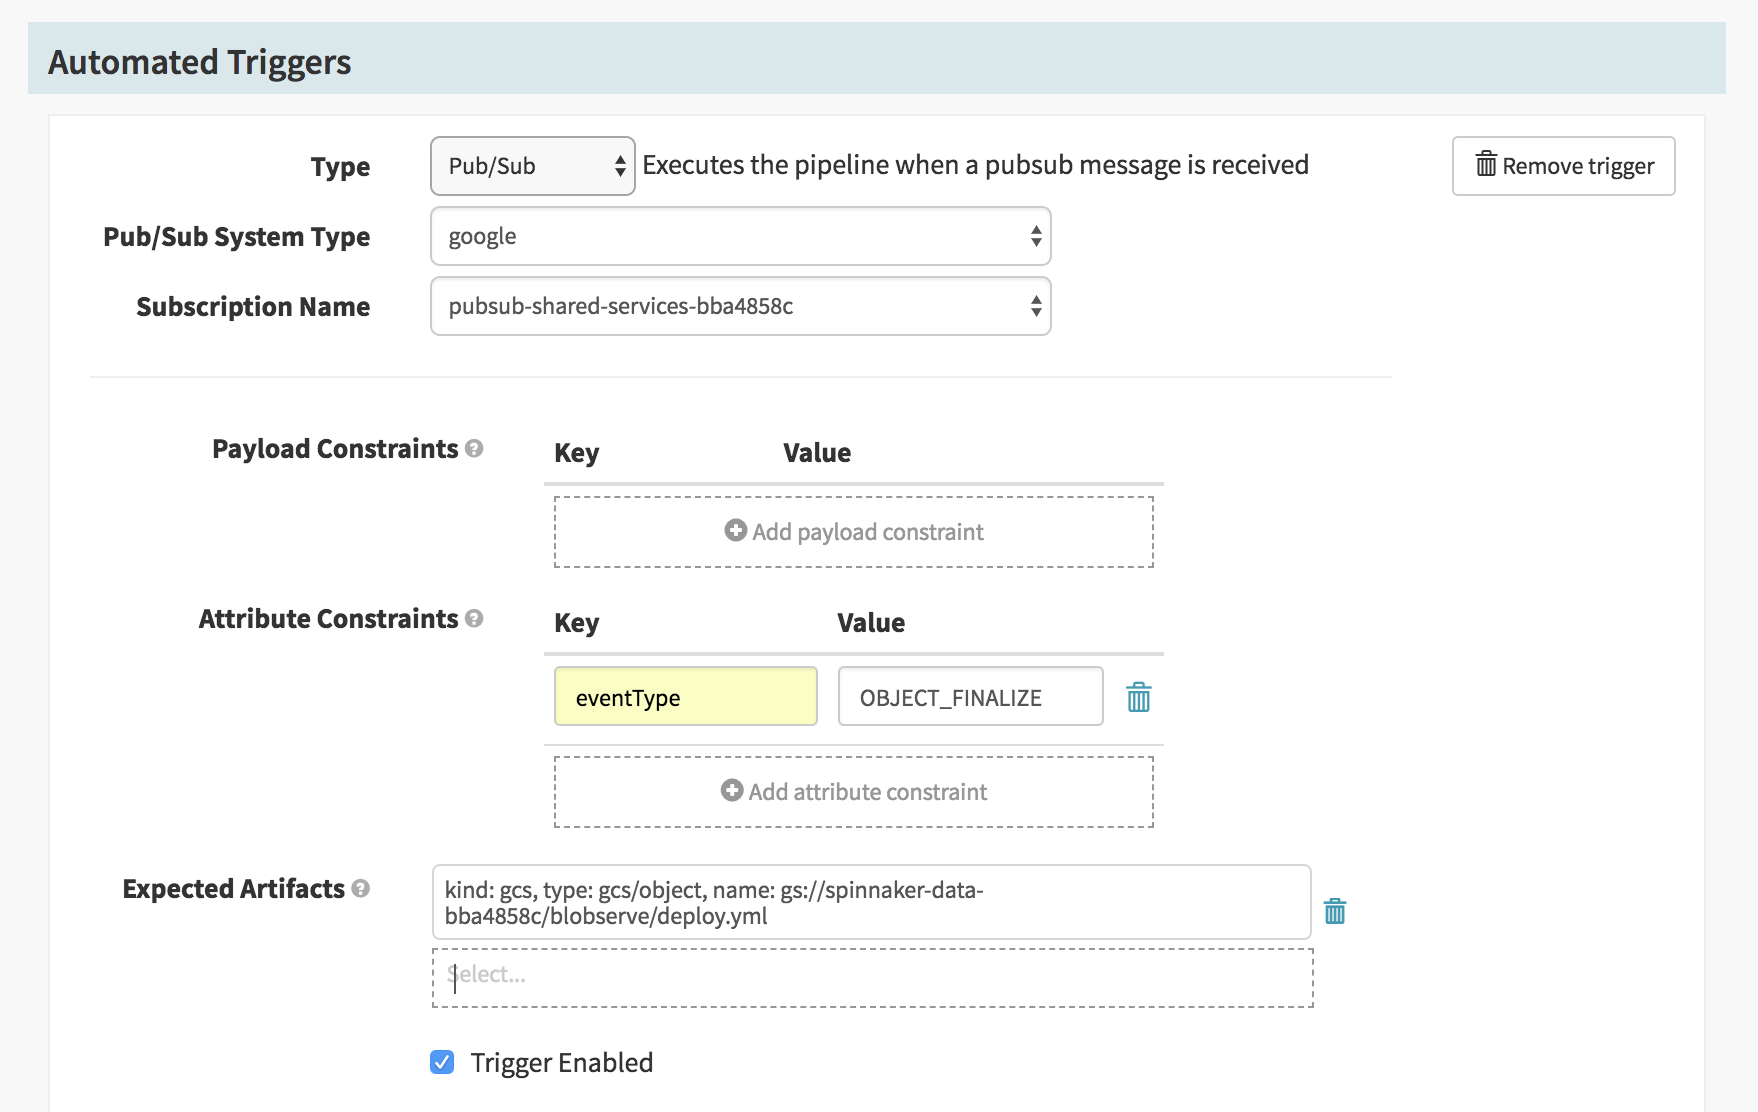 Automated Triggers
Type
Pub/Sub
Executes the pipeline when a pubsub message is received
Remove trigger
Pub/Sub System Type
google
Subscription Name
pubsub-shared-services-bba4858c
Payload Constraints ?
Key Value
Add payload constraint
Attribute Constraints ?
Key Value
eventType OBJECT_FINALIZE
Add attribute constraint
Expected Artifacts ?
kind: gcs, type: gcs/object, name: gs://spinnaker-data-
bba4858c/blobserve/deploy.yml
Select...
Trigger Enabled